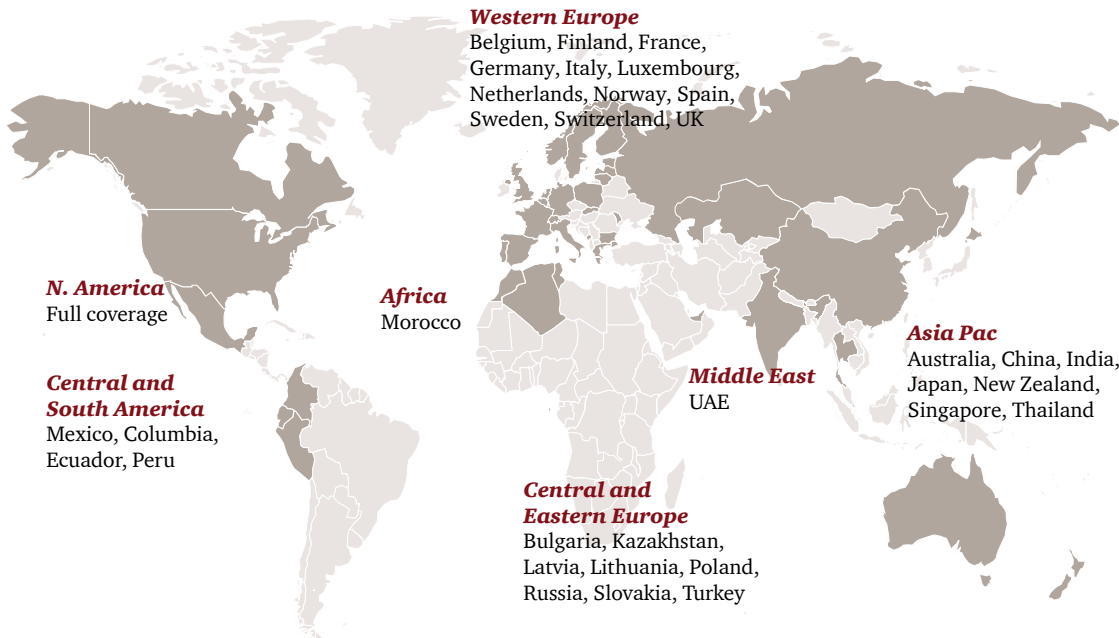 Western Europe
Belgium, Finland, France,
Germany, Italy, Luxembourg,
Netherlands, Norway, Spain,
Sweden, Switzerland, UK
N. America
Full coverage
Africa
Morocco
Asia Pac
Australia, China, India,
Japan, New Zealand,
Singapore, Thailand
Middle East
UAE
Central and
South America
Mexico, Columbia,
Ecuador, Peru
Central and
Eastern Europe
Bulgaria, Kazakhstan,
Latvia, Lithuania, Poland,
Russia, Slovakia, Turkey